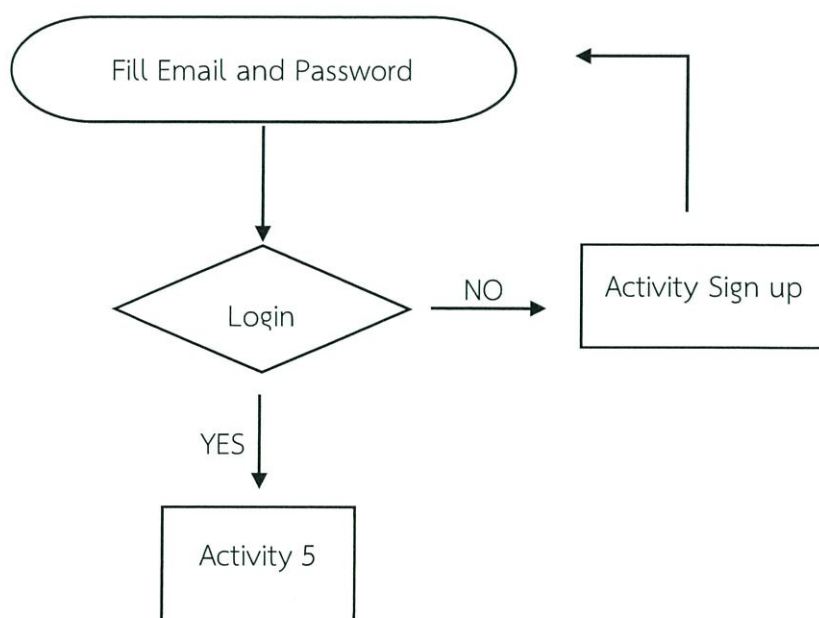 Fill Email and Password
Login
NO
Activity Sign up
YES
Activity 5